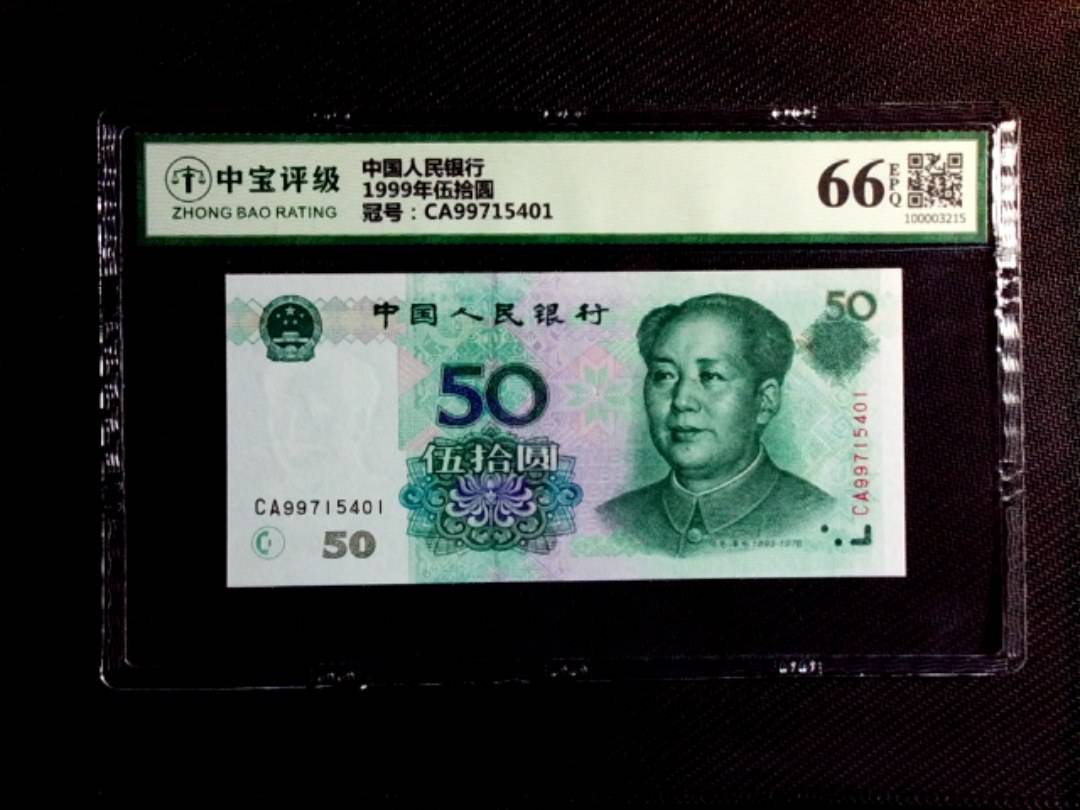 中宝评级
ZHONG BAO RATING
中国人民银行
1999年伍拾圆
冠号：CA99715401
66
EPQ
100003215
中国人民银行
50
50
伍拾圆
CA99715401
CA99715401
50
1893-1976